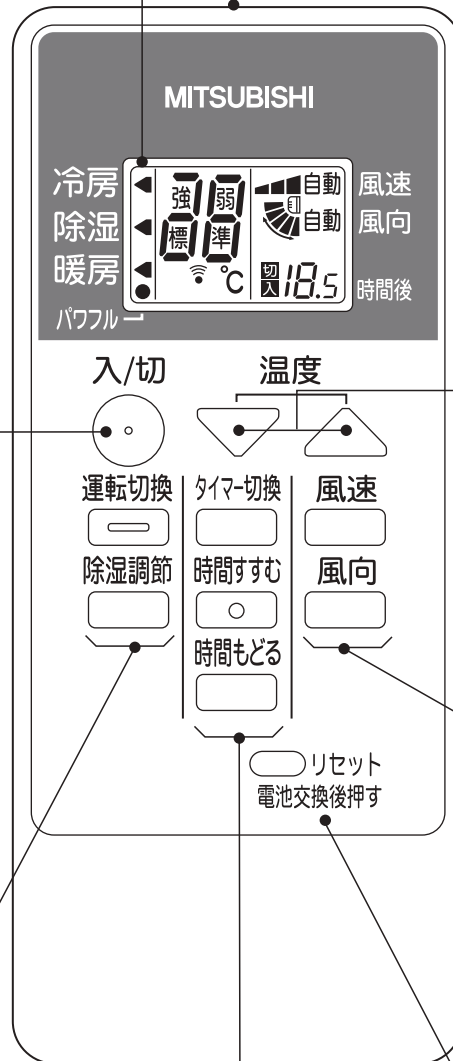 MITSUBISHI
冷房 強 弱 自動 風速
除湿 標 準 自動 風向
暖房 ℃ 切 入 18.5 時間後
パワフル
入/切 温度
運転切換 タイマー切換 風速
除湿調節 時間すすむ 風向
時間もどる
リセット
電池交換後押す